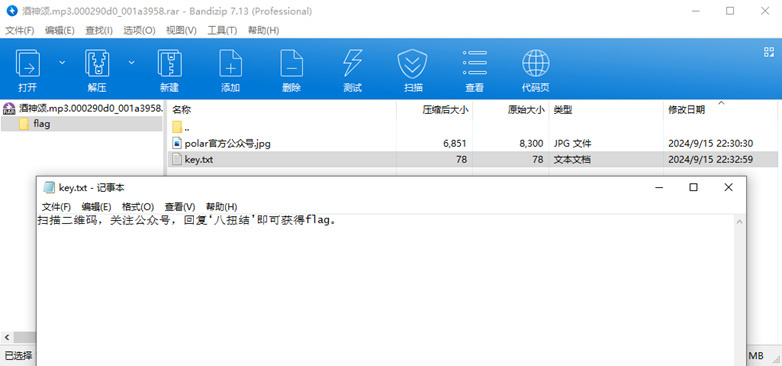 酒神颂.mp3.000290d0_001a3958.rar - Bandizip 7.13 (Professional)
文件(F) 编辑(E) 查找(I) 选项(O) 视图(V) 工具(T) 帮助(H)
打开 解压 新建 添加 删除 测试 扫描 查看 代码页
酒神颂.mp3.000290d0_001a3958.
flag
名称 压缩后大小 原始大小 类型 修改日期
..
polar官方公众号.jpg 6,851 8,300 JPG 文件 2024/9/15 22:30:30
key.txt 78 78 文本文档 2024/9/15 22:32:59
key.txt - 记事本
文件(F) 编辑(E) 格式(O) 查看(V) 帮助(H)
扫描二维码，关注公众号，回复‘八扭结’即可获得flag。
已选择 MB